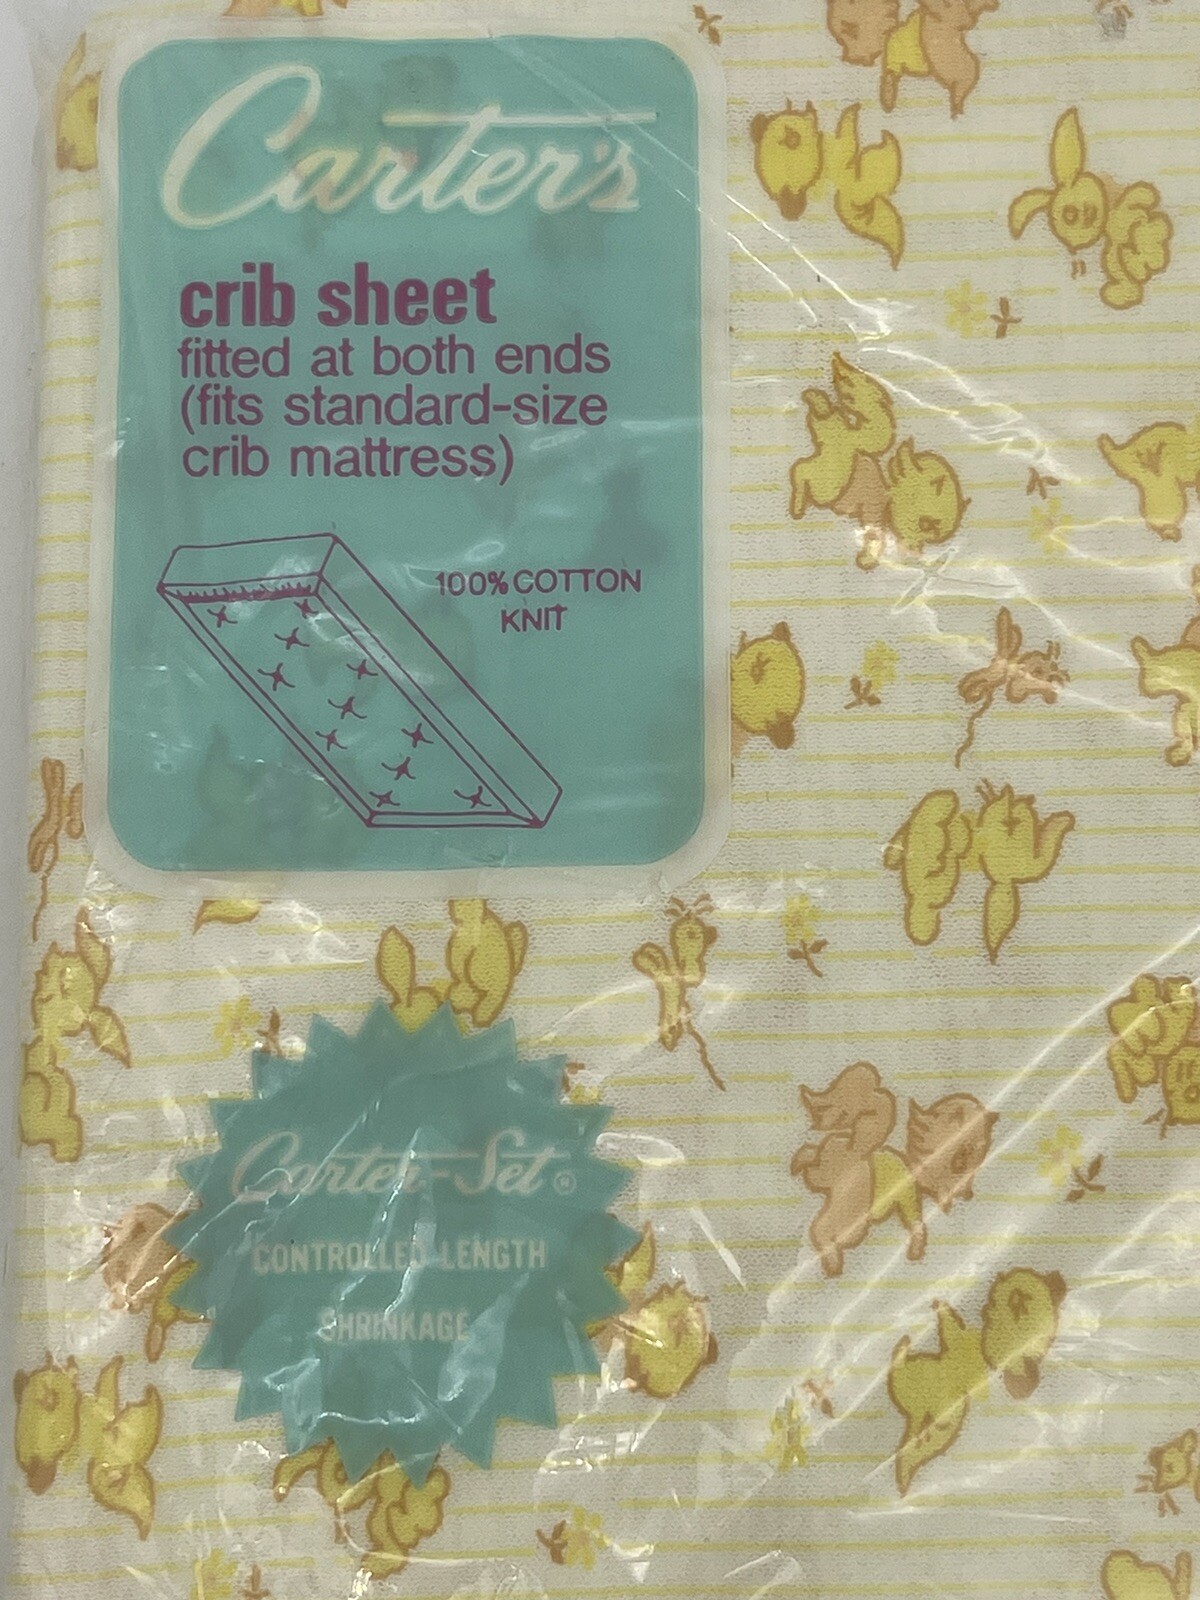 Carter's
crib sheet
fitted at both ends
(fits standard-size
crib mattress)
100% COTTON
KNIT
Carter-Set®
CONTROLLED LENGTH
SHRINKAGE